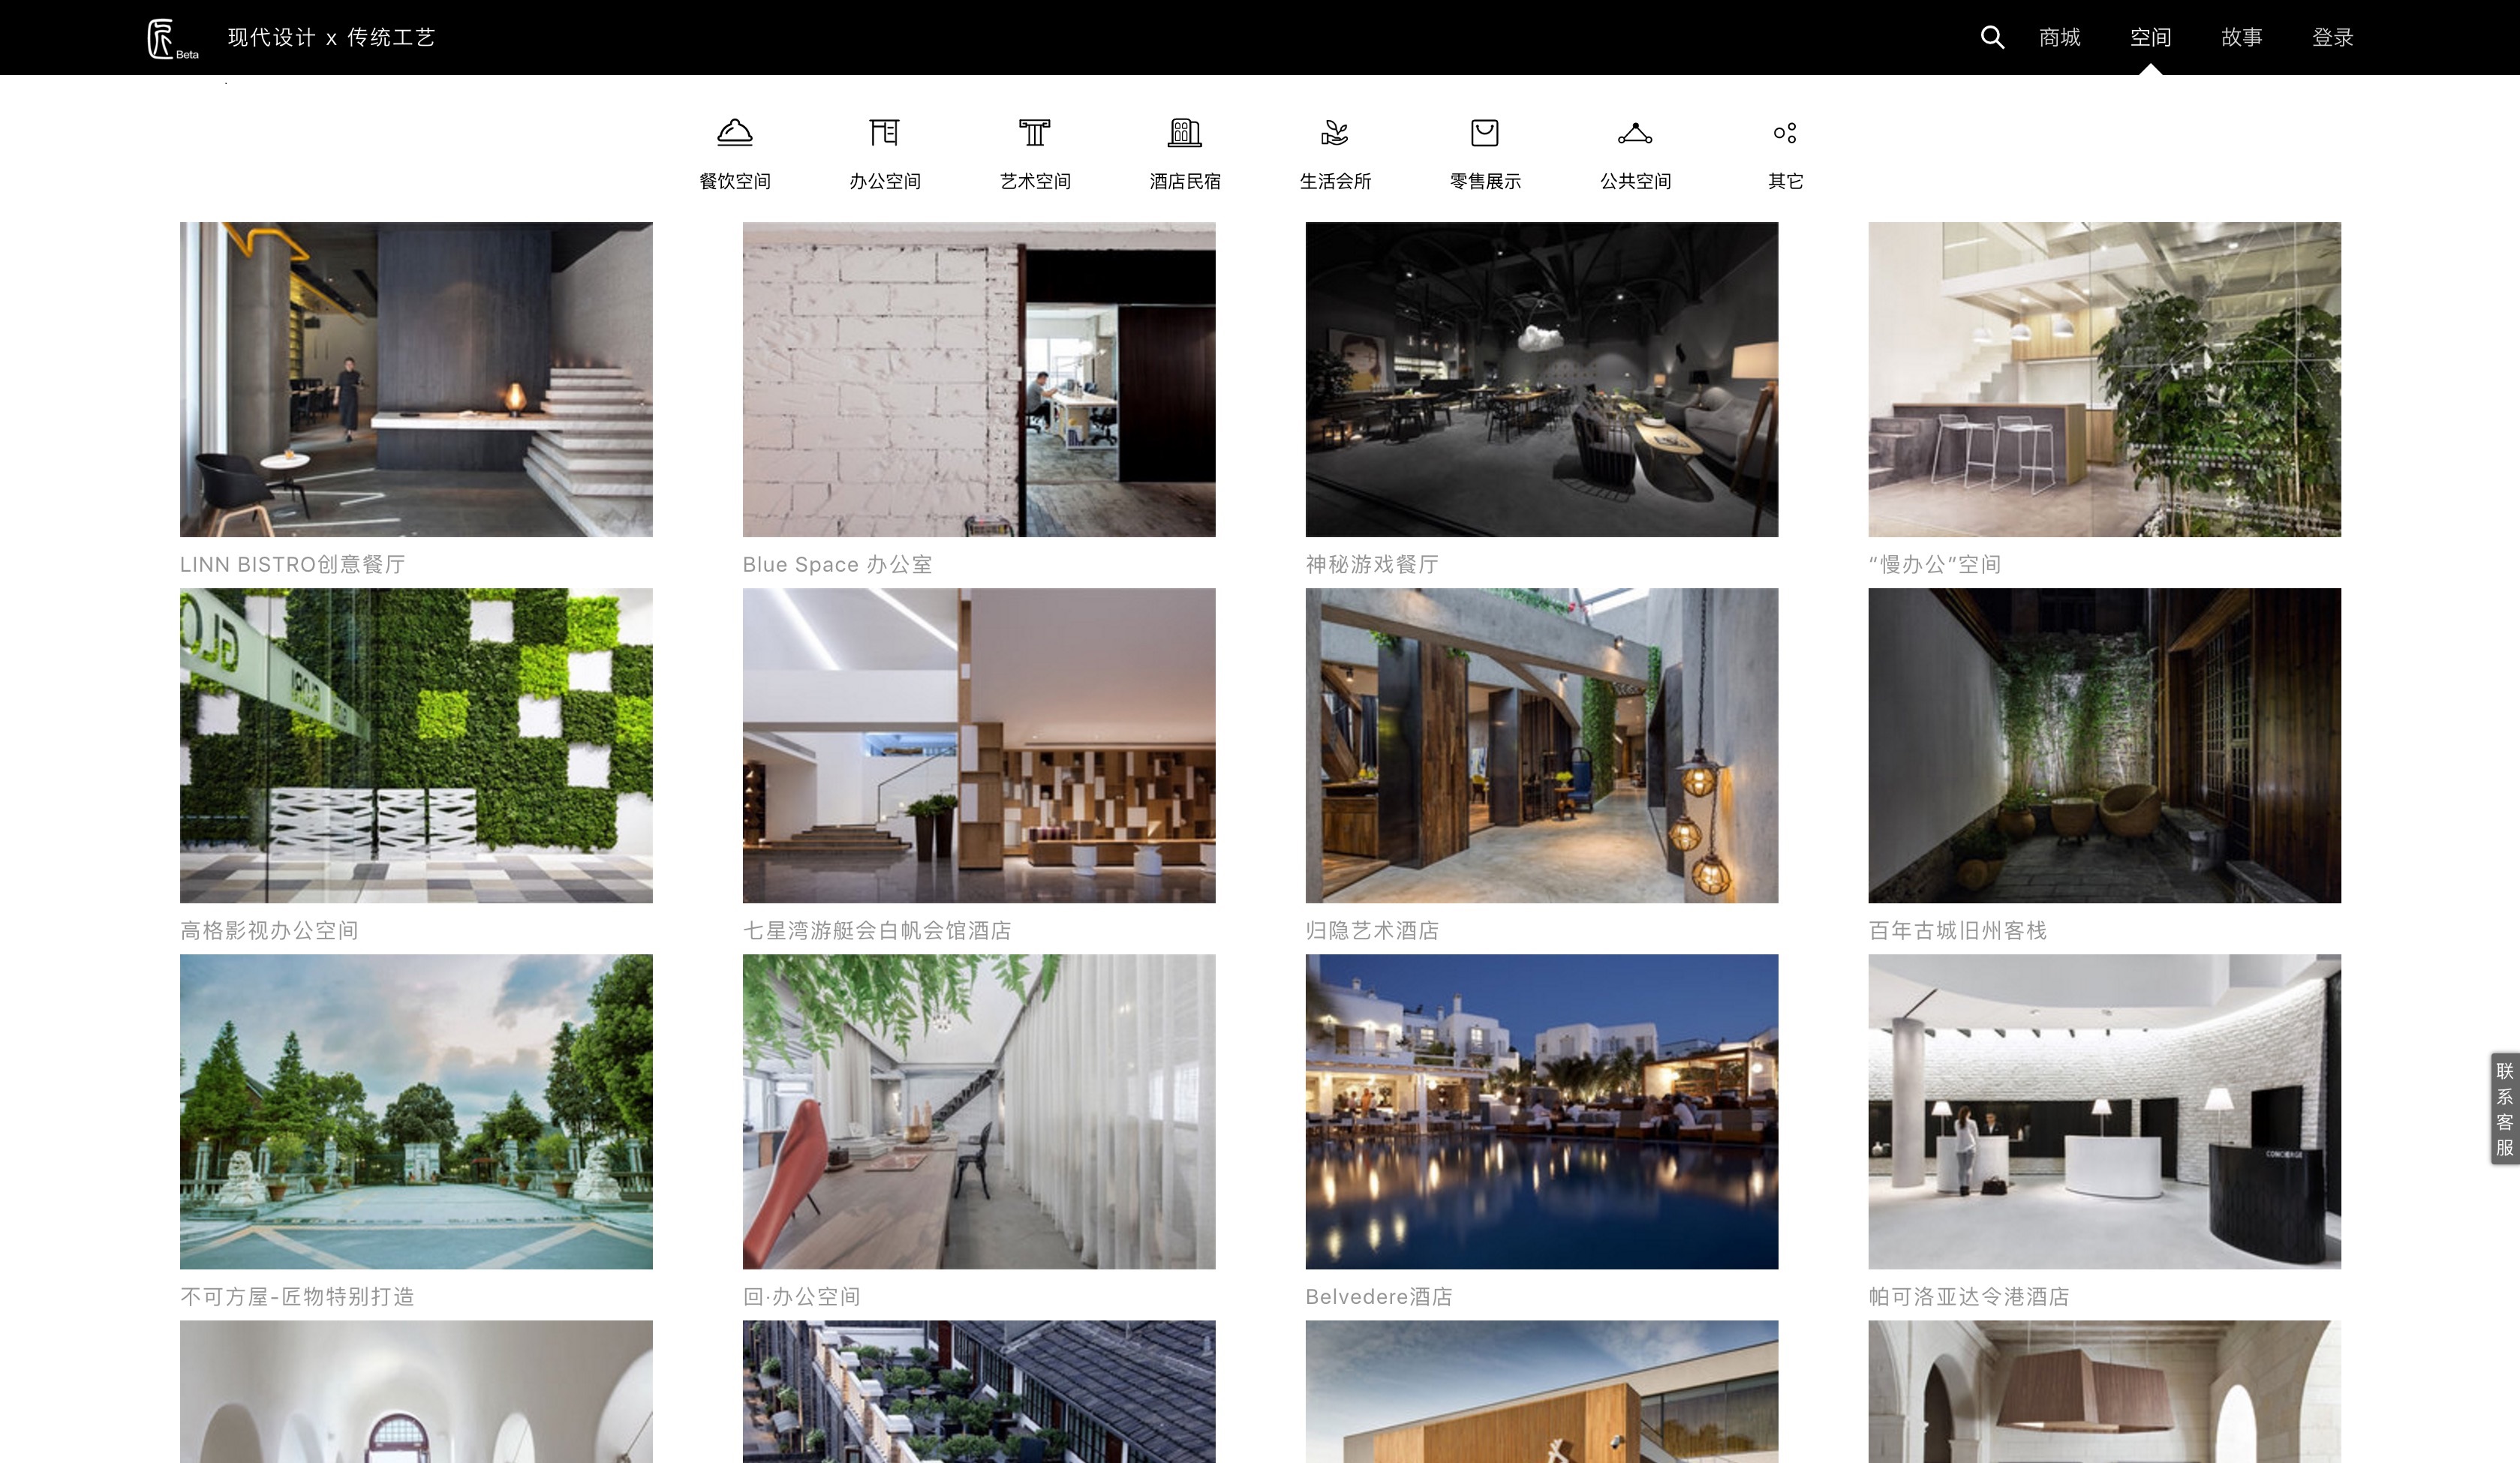 匠 Beta 现代设计 x 传统工艺
商城 空间 故事 登录
餐饮空间 办公空间 艺术空间 酒店民宿 生活会所 零售展示 公共空间 其它
LINN BISTRO创意餐厅
Blue Space 办公室
神秘游戏餐厅
“慢办公”空间
高格影视办公空间
七星湾游艇会白帆会馆酒店
归隐艺术酒店
百年古城旧州客栈
CONCIERGE
联系客服
不可方屋-匠物特别打造
回·办公空间
Belvedere酒店
帕可洛亚达令港酒店